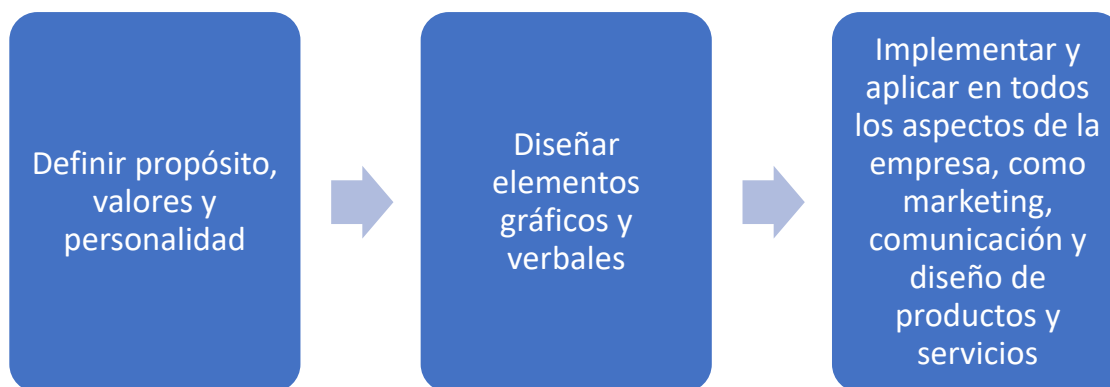 Definir propósito,
valores y
personalidad
Diseñar
elementos
gráficos y
verbales
Implementar y
aplicar en todos
los aspectos de la
empresa, como
marketing,
comunicación y
diseño de
productos y
servicios